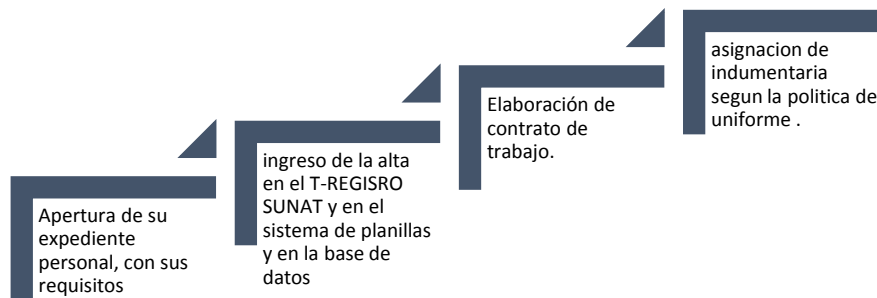 Apertura de su
expediente
personal, con sus
requisitos
ingreso de la alta
en el T-REGISRO
SUNAT y en el
sistema de planillas
y en la base de
datos
Elaboración de
contrato de
trabajo.
asignacion de
indumentaria
segun la politica de
uniforme .